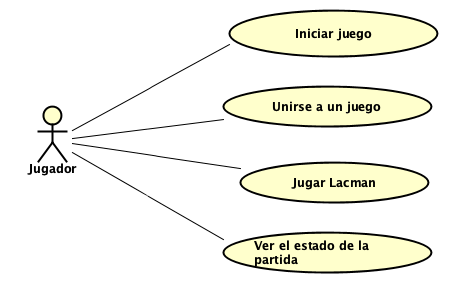 Iniciar juego
Unirse a un juego
Jugador
Jugar Lacman
Ver el estado de la
partida